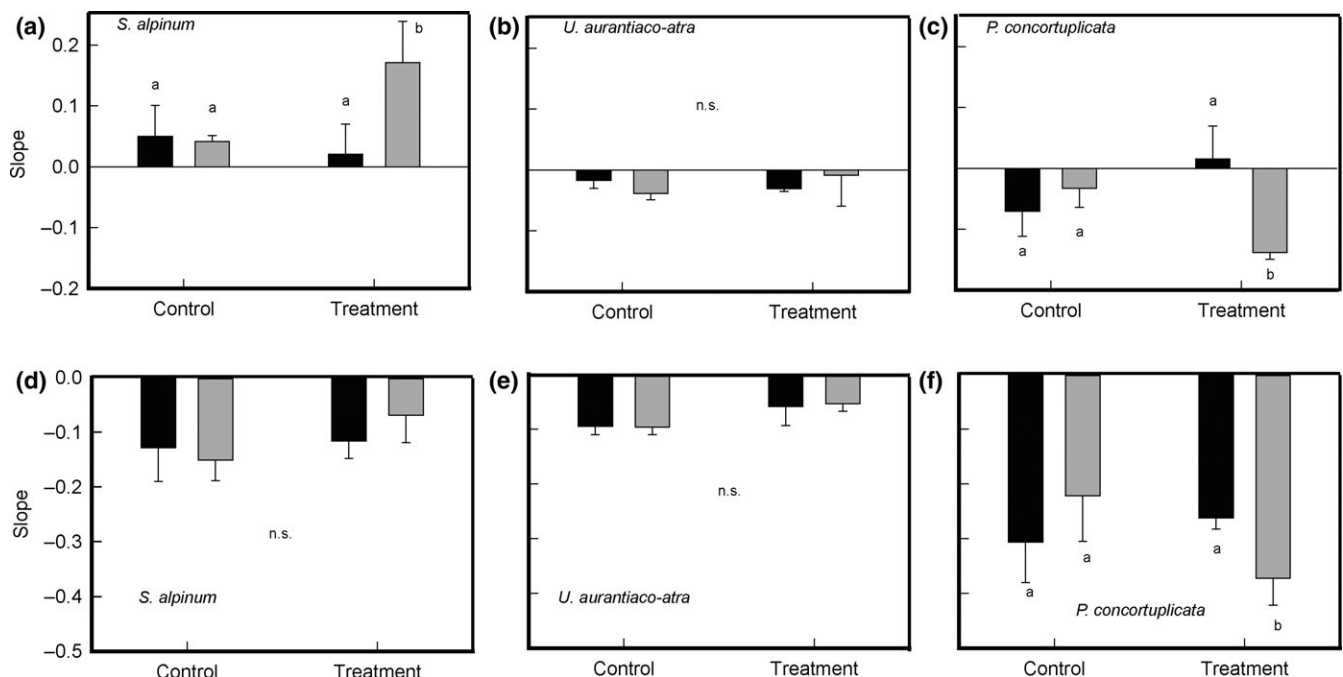 (a) S. alpinum b (b) U. aurantiaco-atra (c) P. concortuplicata
0.2
a a a n.s. a
0.1
Slope 0.0
–0.1
a a b
–0.2
Control Treatment Control Treatment Control Treatment
(d) 0.0 (e) (f)
–0.1
–0.2
Slope n.s. n.s.
–0.3 n.s. a a a
–0.4 S. alpinum U. aurantiaco-atra a P. concortuplicata b
–0.5
Control Treatment Control Treatment Control Treatment